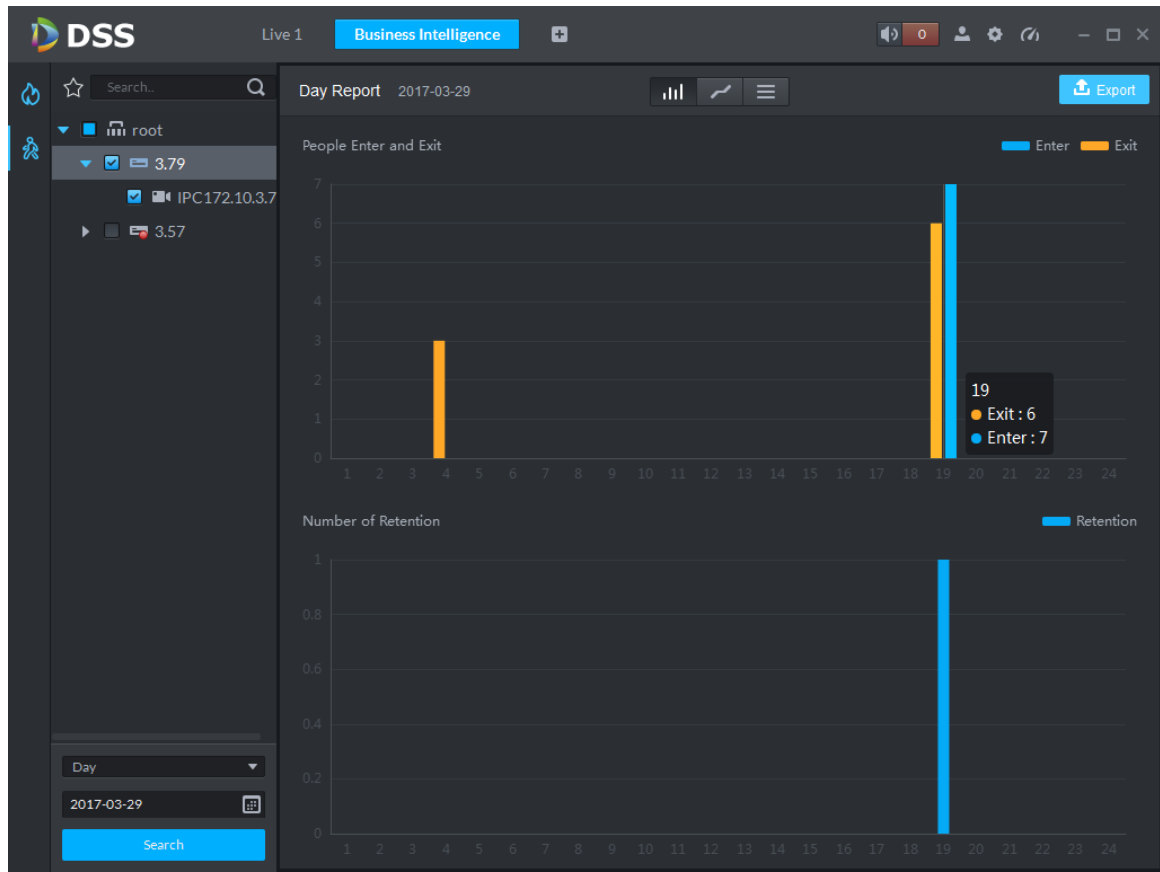 DSS Live 1 Business Intelligence 0
Search.. Day Report 2017-03-29 Export
root
People Enter and Exit Enter Exit
3.79
IPC172.10.3.7
3.57
7
6
5
4
3
2
1
0
19
Exit : 6
Enter : 7
1 2 3 4 5 6 7 8 9 10 11 12 13 14 15 16 17 18 19 20 21 22 23 24
Number of Retention Retention
1
0.8
0.6
0.4
0.2
0
1 2 3 4 5 6 7 8 9 10 11 12 13 14 15 16 17 18 19 20 21 22 23 24
Day
2017-03-29
Search